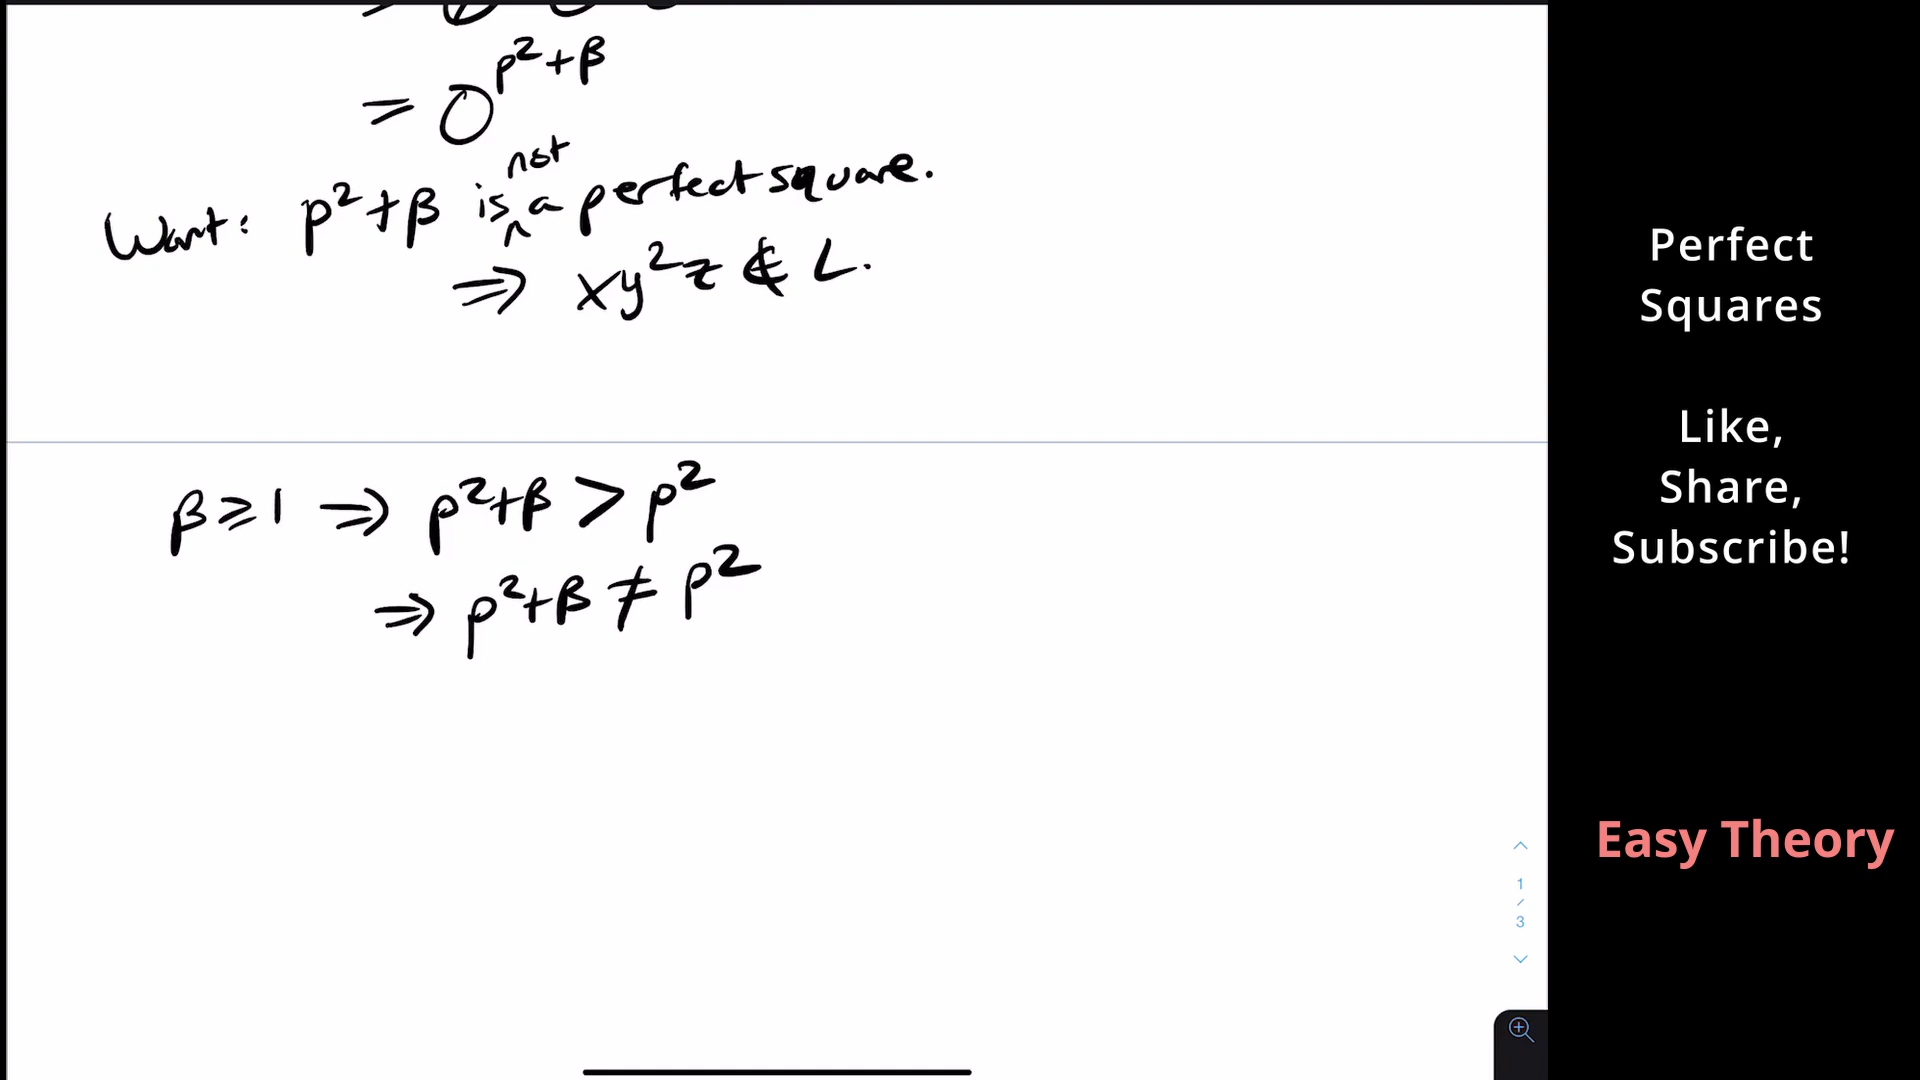 = 0^{p²+β}
not
Want: p²+β is ^ a perfect square.
⇒ xy²z ∉ L.
β ≥ 1 ⇒ p²+β > p²
⇒ p²+β ≠ p²
Perfect
Squares
Like,
Share,
Subscribe!
Easy Theory
1
/
3